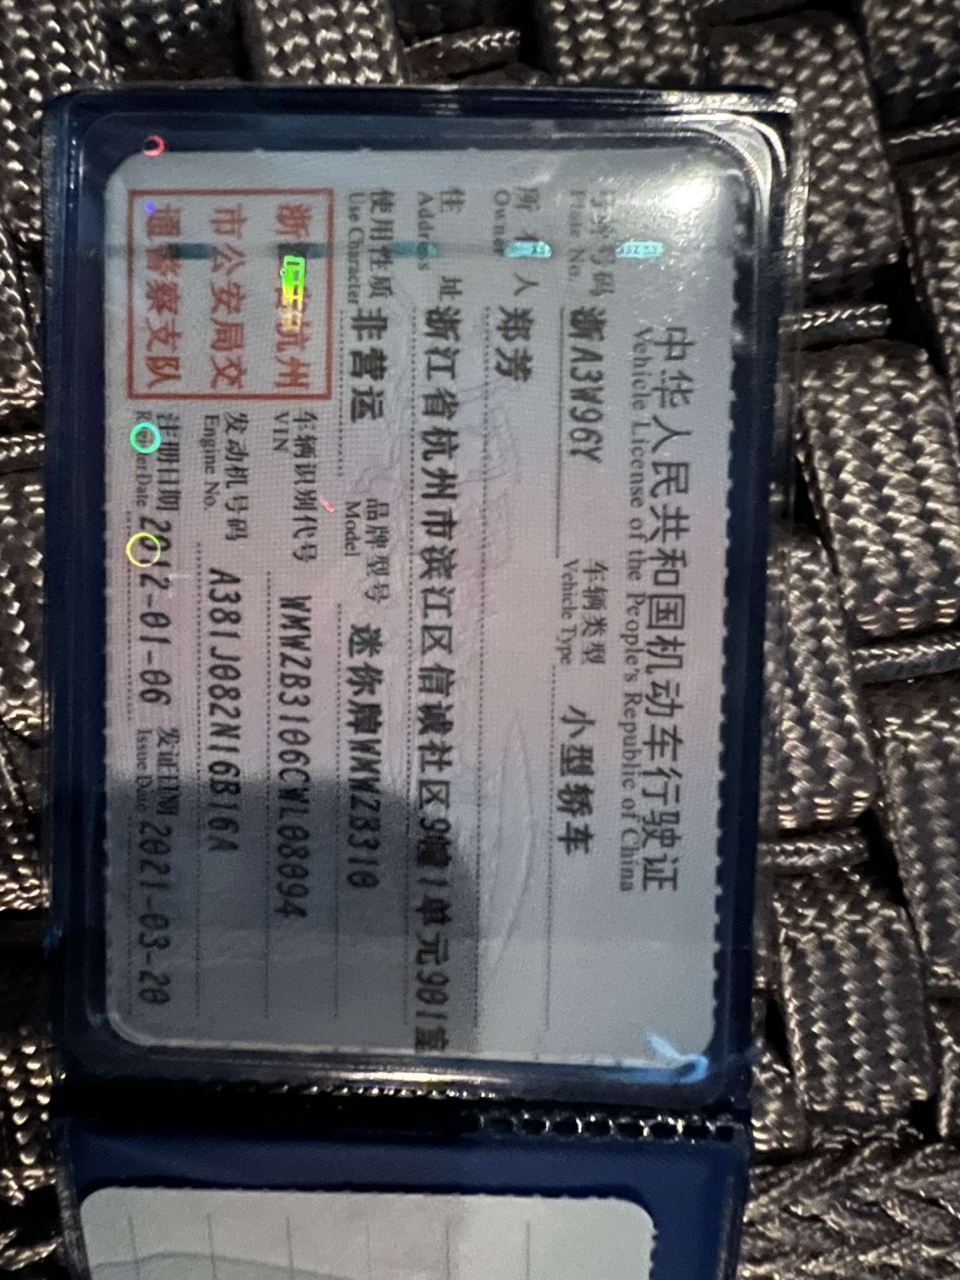 中华人民共和国机动车行驶证
Vehicle License of the People's Republic of China
号牌号码 浙A3W96Y 车辆类型 小型轿车
Plate No. Vehicle Type
所有人 郑芳
Owner
住 址 浙江省杭州市滨江区信诚社区9幢1单元901室
Address
使用性质 非营运 品牌型号 迷你牌WMWZB310
Use Character Model
浙江省杭州
市公安局交
通警察支队
车辆识别代号 WMWZB3106CWL08094
VIN
发动机号码 A381J082N16B16A
Engine No.
注册日期 2012-01-06 发证日期 2021-03-20
Register Date Issue Date